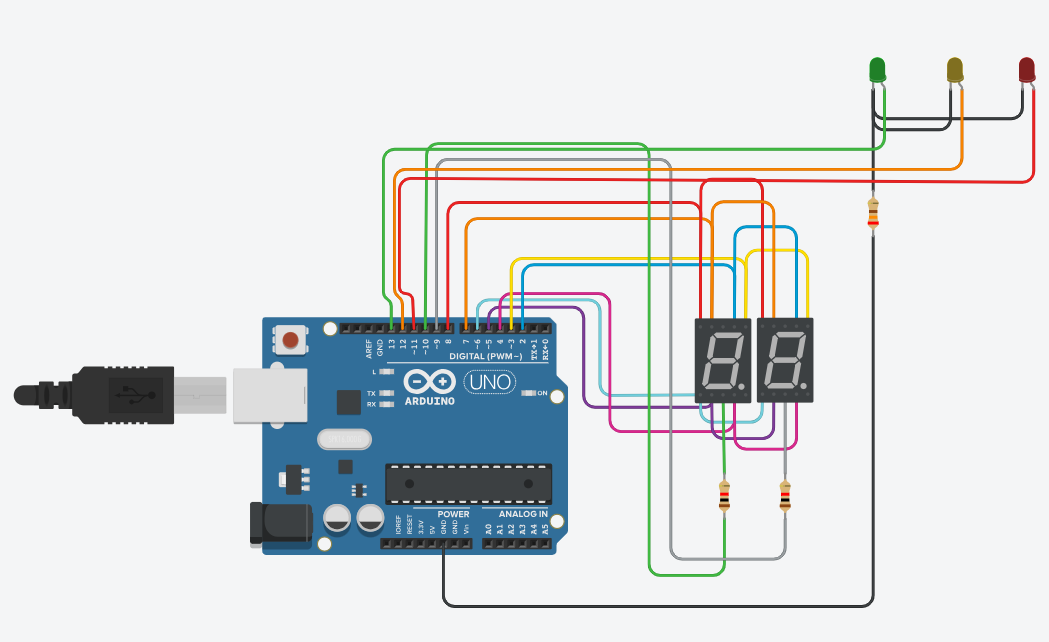 AREF
GND
13
12
~11
~10
~9
8
7
~6
~5
4
~3
2
TX→1
RX←0
DIGITAL (PWM~)
L
TX
RX
ARDUINO
UNO
ON
POWER
ANALOG IN
IOREF
RESET
3.3V
5V
GND
GND
Vin
A0
A1
A2
A3
A4
A5